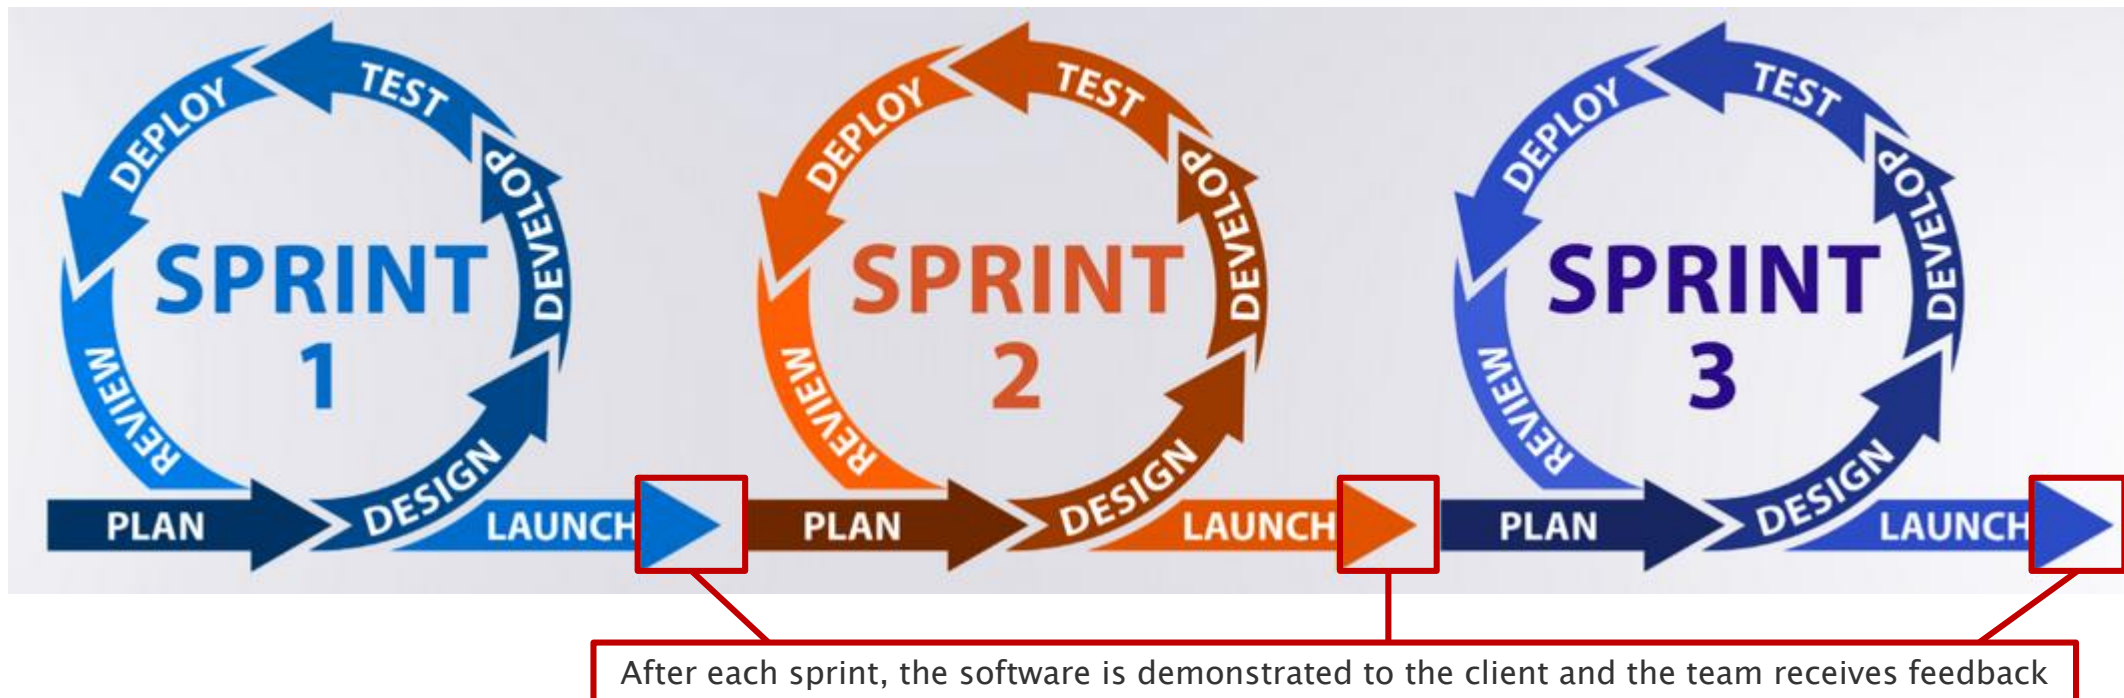 TEST
DEPLOY
DEVELOP
SPRINT
1
REVIEW
DESIGN
PLAN
LAUNCH
TEST
DEPLOY
DEVELOP
SPRINT
2
REVIEW
DESIGN
PLAN
LAUNCH
TEST
DEPLOY
DEVELOP
SPRINT
3
REVIEW
DESIGN
PLAN
LAUNCH
After each sprint, the software is demonstrated to the client and the team receives feedback